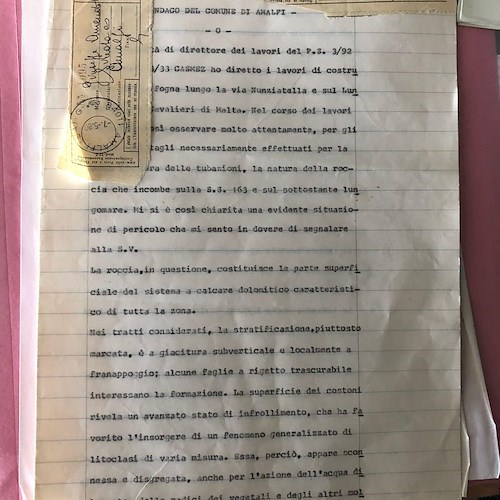 NDACO DEL COMUNE DI AMALFI -
- O -
A di direttore dei lavori del P.S. 3/92
3/33 CASMEZ ho diretto i lavori di costru
fogna lungo la via Nunziatella e sul Lun
avalieri di Malta. Nel corso dei lavori
osì osservare molto attentamente, per gli
tagli necessariamente effettuati per la
ra delle tubazioni, la natura della roc-
cia che incombe sulla S.S. 163 e sul sottostante lun
gomare. Mi si è così chiarita una evidente situazio-
ne di pericolo che mi sento in dovere di segnalare
alla S.V.
La roccia, in questione, costituisce la parte superfi
ciale del sistema a calcare dolomitico caratteristi-
co di tutta la zona.
Nei tratti considerati, la stratificazione, piuttosto
marcata, è a giacitura subverticale e localmente a
franappoggio; alcune faglie a rigetto trascurabile
interessano la formazione. La superficie dei costoni
rivela un avanzato stato di infrollimento, che ha fa
vorito l'insorgere di un fenomeno generalizzato di
litoclasi di varia misura. Essa, perciò, appare scon
nessa e disgregata, anche per l'azione dell'acqua di
delle radici dei vegetali e degli altri mol
Amalfi